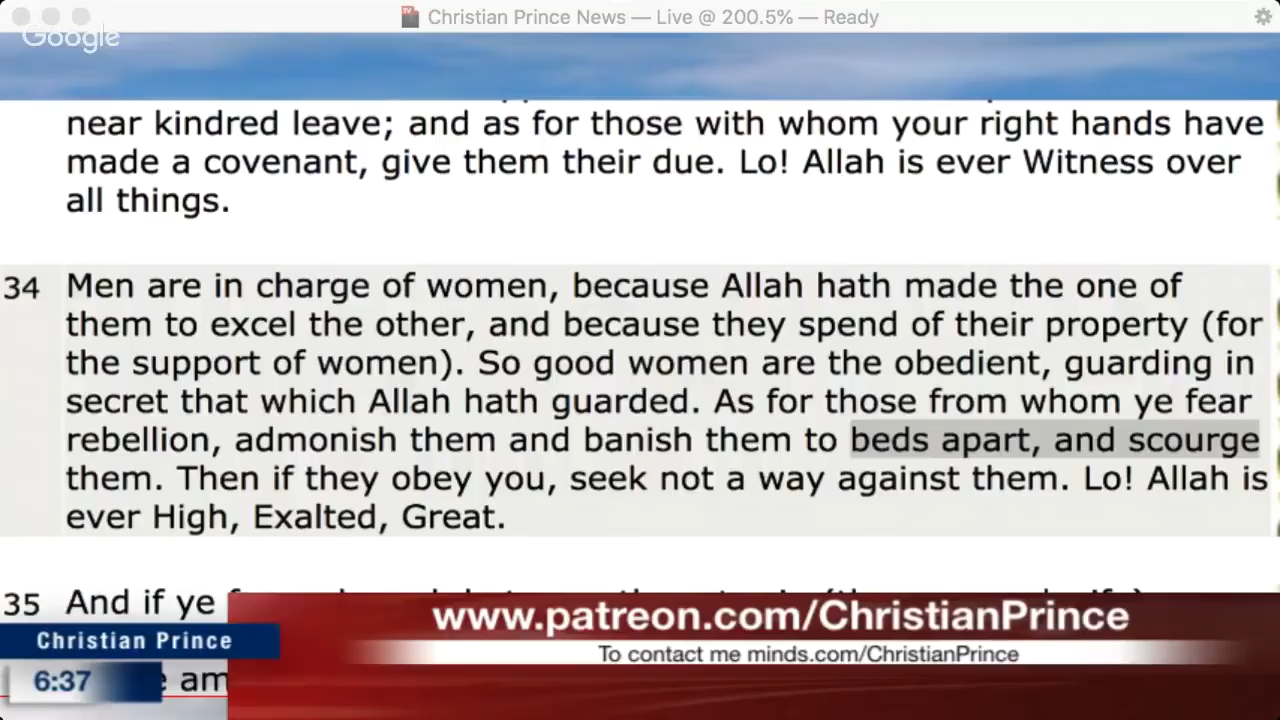 Christian Prince News — Live @ 200.5% — Ready
Google
near kindred leave; and as for those with whom your right hands have
made a covenant, give them their due. Lo! Allah is ever Witness over
all things.
34 Men are in charge of women, because Allah hath made the one of
them to excel the other, and because they spend of their property (for
the support of women). So good women are the obedient, guarding in
secret that which Allah hath guarded. As for those from whom ye fear
rebellion, admonish them and banish them to beds apart, and scourge
them. Then if they obey you, seek not a way against them. Lo! Allah is
ever High, Exalted, Great.
35 And if ye
www.patreon.com/ChristianPrince
Christian Prince
To contact me minds.com/ChristianPrince
6:37